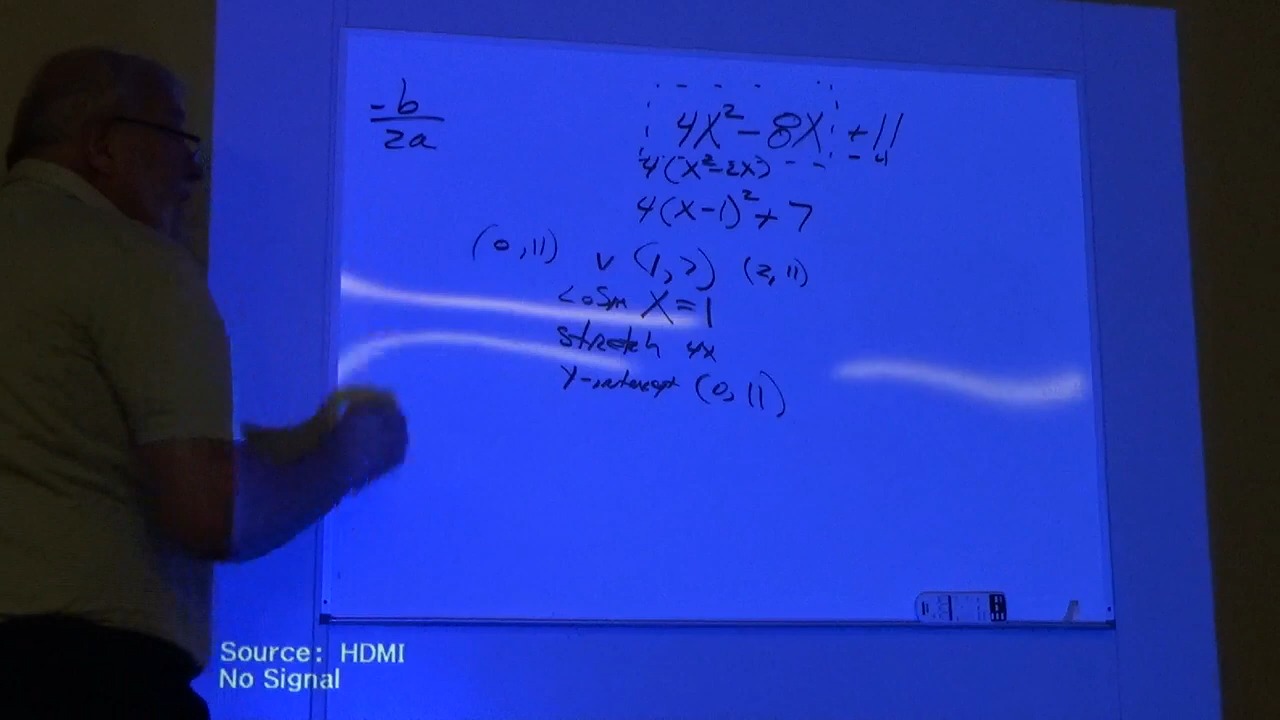 -b
2a
4x² - 8x + 11
- 4
4(x² - 2x)
4(x-1)² + 7
(0,11) v (1,7) (2,11)
x = 1
stretch 4x
y-intercept (0,11)
Source: HDMI
No Signal